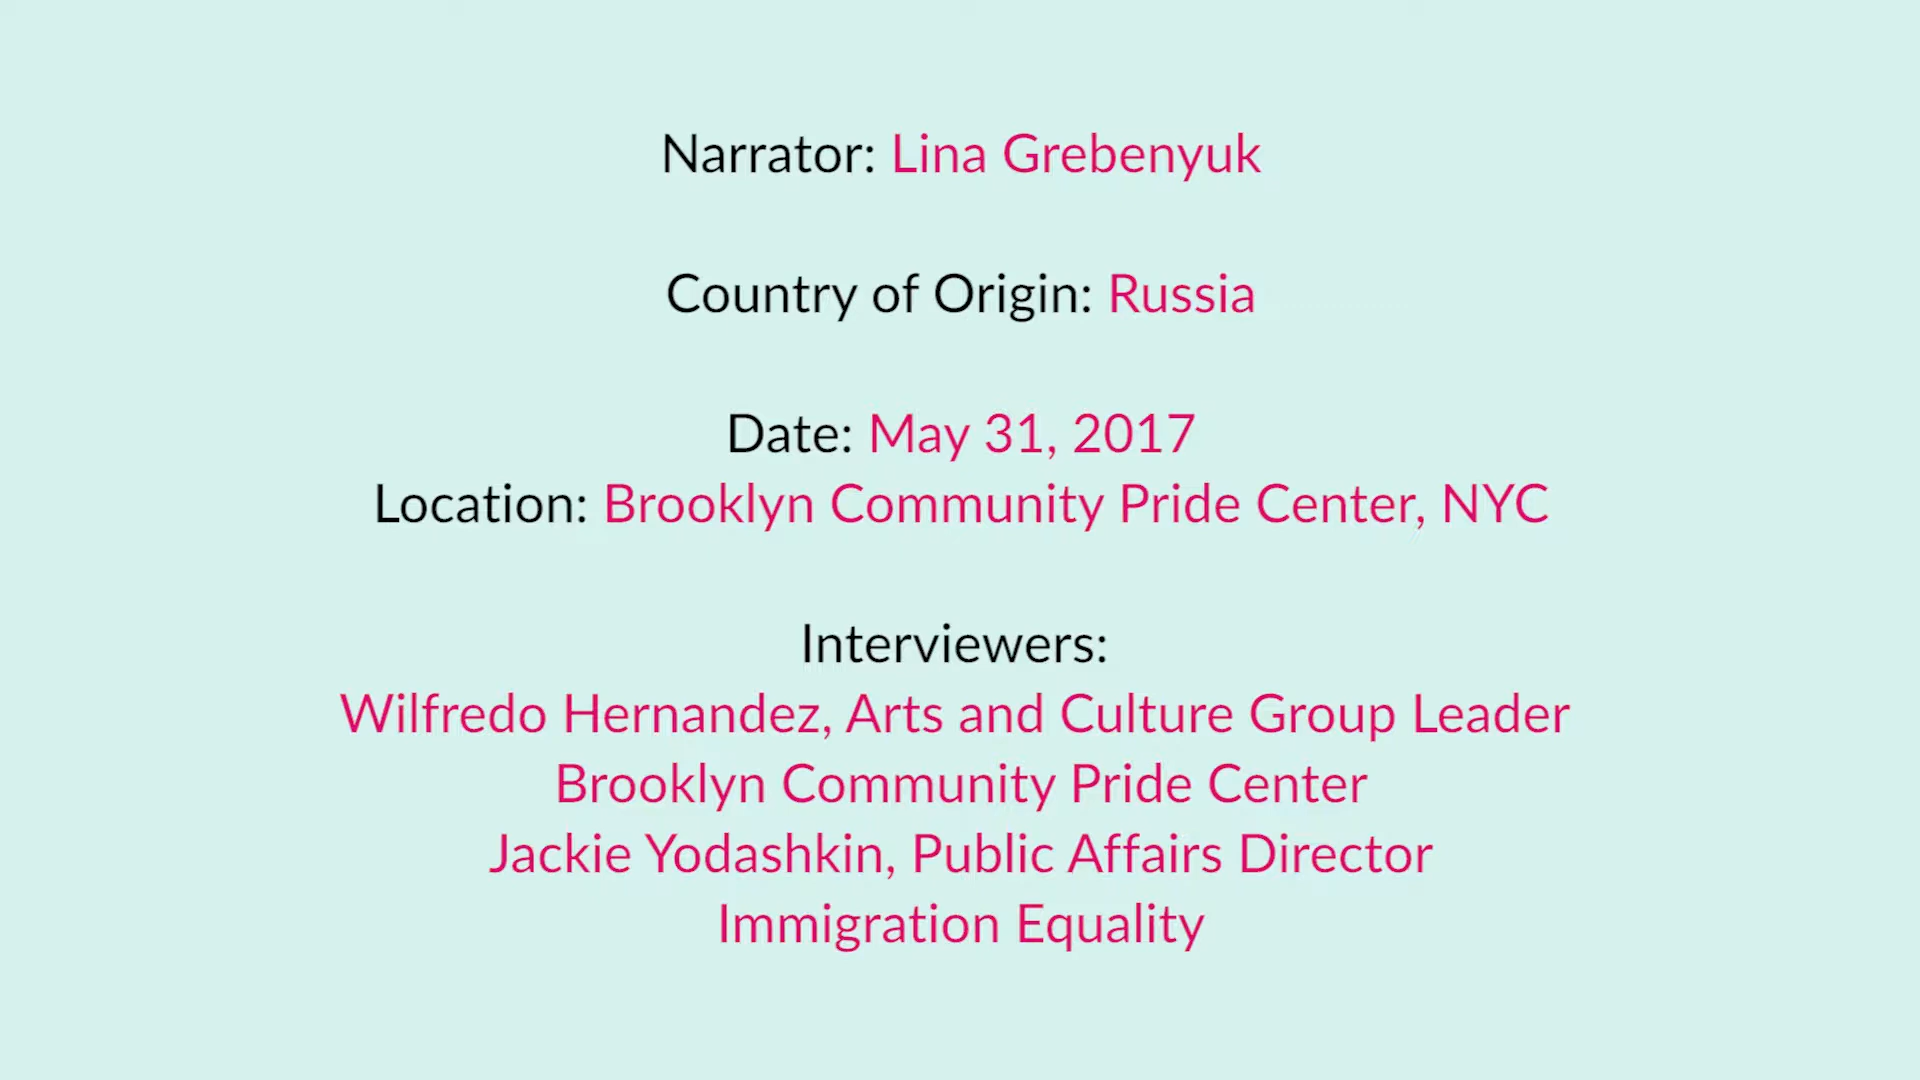 Narrator: Lina Grebenyuk
Country of Origin: Russia
Date: May 31, 2017
Location: Brooklyn Community Pride Center, NYC
Interviewers:
Wilfredo Hernandez, Arts and Culture Group Leader
Brooklyn Community Pride Center
Jackie Yodashkin, Public Affairs Director
Immigration Equality